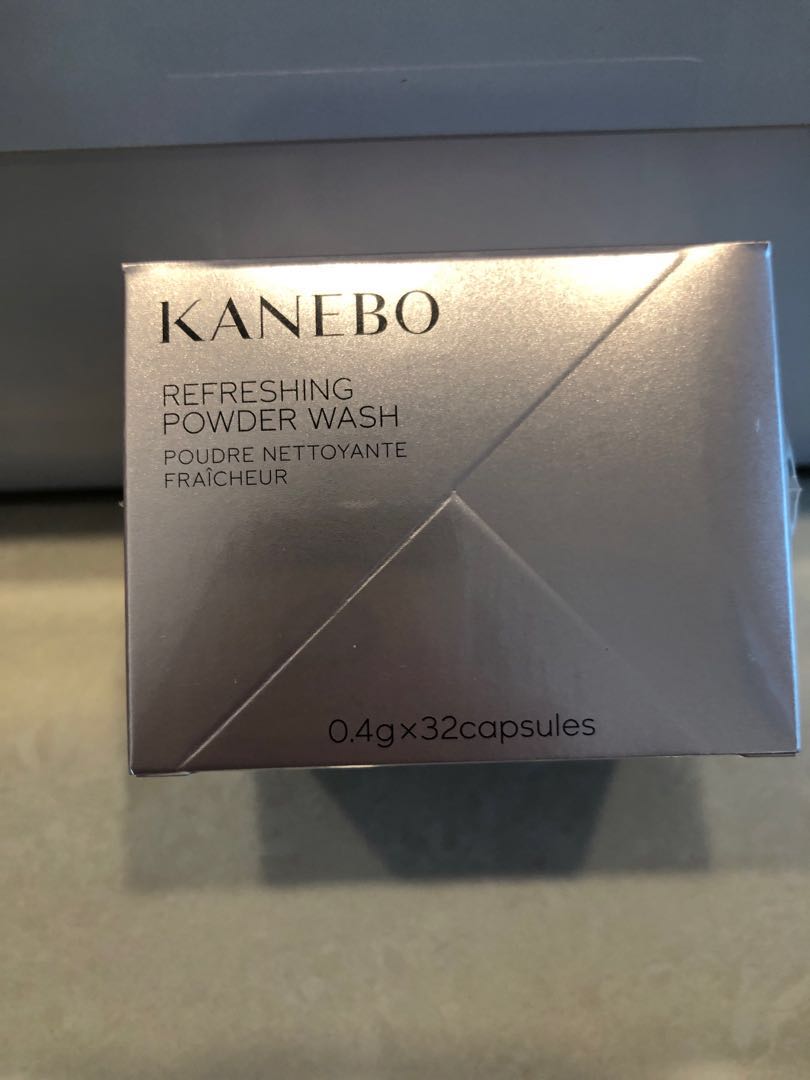 KANEBO
REFRESHING
POWDER WASH
POUDRE NETTOYANTE
FRAÎCHEUR
0.4g×32capsules